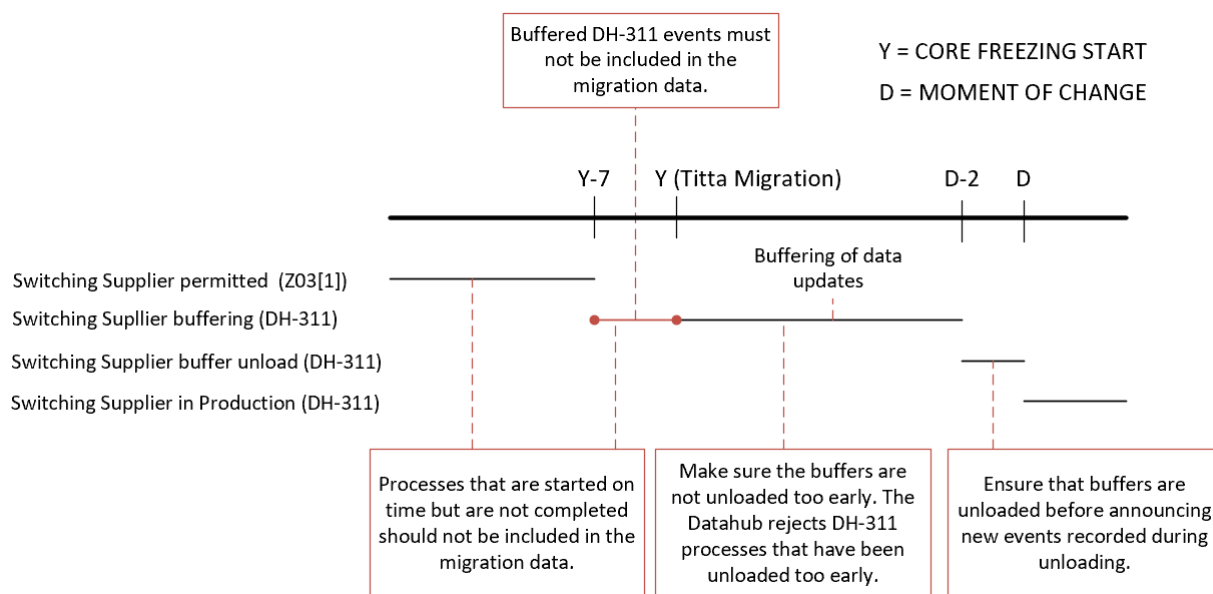 Buffered DH-311 events must
not be included in the
migration data.
Y = CORE FREEZING START
D = MOMENT OF CHANGE
Y-7
Y (Titta Migration)
D-2
D
Switching Supplier permitted (Z03[1])
Buffering of data
updates
Switching Supllier buffering (DH-311)
Switching Supplier buffer unload (DH-311)
Switching Supplier in Production (DH-311)
Processes that are started on
time but are not completed
should not be included in the
migration data.
Make sure the buffers are
not unloaded too early. The
Datahub rejects DH-311
processes that have been
unloaded too early.
Ensure that buffers are
unloaded before announcing
new events recorded during
unloading.